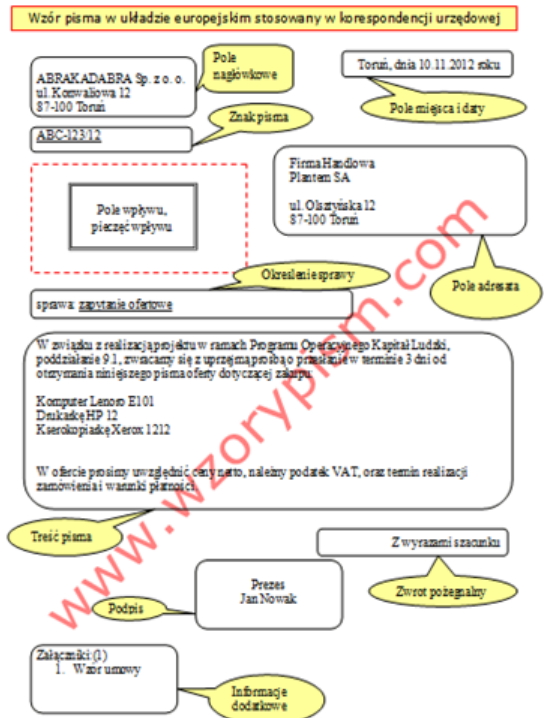 Wzór pisma w układzie europejskim stosowany w korespondencji urzędowej
Pole
nagłówkowe
ABRAKADABRA Sp. z o. o.
ul. Konwaliowa 12
87-100 Toruń
Toruń, dnia 10.11.2012 roku
Pole miejsca i daty
Znak pisma
ABC-123/12
Firma Handlowa
Plantem SA
ul. Olsztyńska 12
87-100 Toruń
Pole wpływu,
pieczęć wpływu
Pole adresata
Określenie sprawy
sprawa: zapytanie ofertowe
W związku z realizacją projektu w ramach Programu Operacyjnego Kapitał Ludzki,
poddziałanie 9.1, zwracamy się z uprzejmą prośbą o przesłanie w terminie 3 dni od
otrzymania niniejszego pisma oferty dotyczącej zakupu:
Komputer Lenoro E101
Drukarkę HP 12
Kserokopiarkę Xerox 1212
W ofercie prosimy uwzględnić ceny netto, należny podatek VAT, oraz termin realizacji
zamówienia i warunki płatności.
Treść pisma
Z wyrazami szacunku
Zwrot pożegnalny
Prezes
Jan Nowak
Podpis
Załączniki:(1)
1. Wzór umowy
Informacje
dodatkowe
www.wzorypism.com